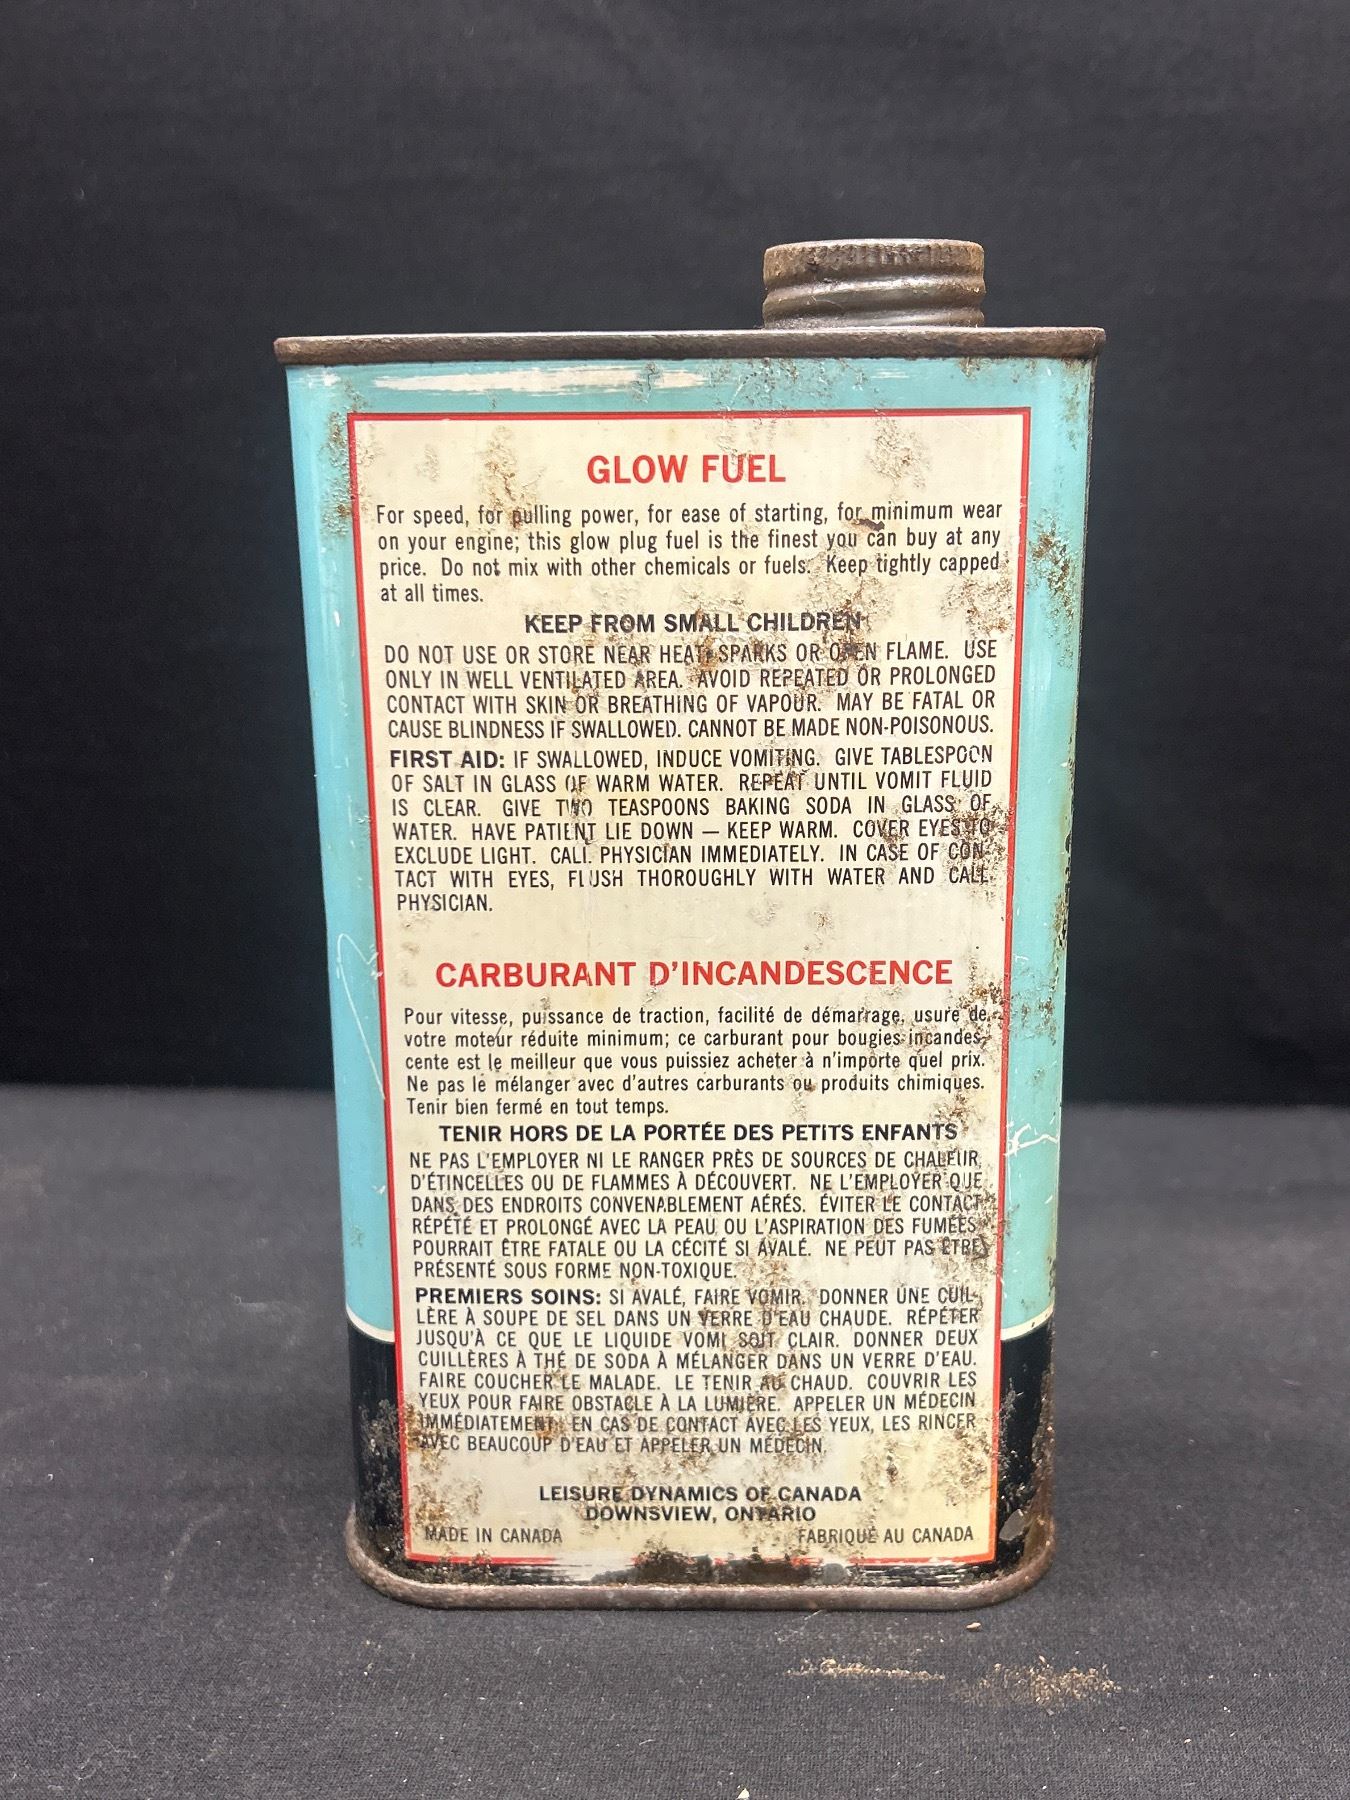 GLOW FUEL
For speed, for pulling power, for ease of starting, for minimum wear
on your engine; this glow plug fuel is the finest you can buy at any
price. Do not mix with other chemicals or fuels. Keep tightly capped
at all times.
KEEP FROM SMALL CHILDREN
DO NOT USE OR STORE NEAR HEAT, SPARKS OR OPEN FLAME. USE
ONLY IN WELL VENTILATED AREA. AVOID REPEATED OR PROLONGED
CONTACT WITH SKIN OR BREATHING OF VAPOUR. MAY BE FATAL OR
CAUSE BLINDNESS IF SWALLOWED. CANNOT BE MADE NON-POISONOUS.
FIRST AID: IF SWALLOWED, INDUCE VOMITING. GIVE TABLESPOON
OF SALT IN GLASS OF WARM WATER. REPEAT UNTIL VOMIT FLUID
IS CLEAR. GIVE TWO TEASPOONS BAKING SODA IN GLASS OF
WATER. HAVE PATIENT LIE DOWN — KEEP WARM. COVER EYES TO
EXCLUDE LIGHT. CALL PHYSICIAN IMMEDIATELY. IN CASE OF CON-
TACT WITH EYES, FLUSH THOROUGHLY WITH WATER AND CALL
PHYSICIAN.
CARBURANT D'INCANDESCENCE
Pour vitesse, puissance de traction, facilité de démarrage, usure de
votre moteur réduite minimum; ce carburant pour bougies incandes-
cente est le meilleur que vous puissiez acheter à n'importe quel prix.
Ne pas le mélanger avec d'autres carburants ou produits chimiques.
Tenir bien fermé en tout temps.
TENIR HORS DE LA PORTÉE DES PETITS ENFANTS
NE PAS L'EMPLOYER NI LE RANGER PRÈS DE SOURCES DE CHALEUR,
D'ÉTINCELLES OU DE FLAMMES À DÉCOUVERT. NE L'EMPLOYER QUE
DANS DES ENDROITS CONVENABLEMENT AÉRÉS. ÉVITER LE CONTACT
RÉPÉTÉ ET PROLONGÉ AVEC LA PEAU OU L'ASPIRATION DES FUMÉES
POURRAIT ÊTRE FATALE OU LA CÉCITÉ SI AVALÉ. NE PEUT PAS ÊTRE
PRÉSENTÉ SOUS FORME NON-TOXIQUE.
PREMIERS SOINS: SI AVALÉ, FAIRE VOMIR. DONNER UNE CUIL-
LÈRE À SOUPE DE SEL DANS UN VERRE D'EAU CHAUDE. RÉPÉTER
JUSQU'À CE QUE LE LIQUIDE VOMI SOIT CLAIR. DONNER DEUX
CUILLÈRES À THÉ DE SODA À MÉLANGER DANS UN VERRE D'EAU.
FAIRE COUCHER LE MALADE. LE TENIR AU CHAUD. COUVRIR LES
YEUX POUR FAIRE OBSTACLE À LA LUMIÈRE. APPELER UN MÉDECIN
IMMÉDIATEMENT. EN CAS DE CONTACT AVEC LES YEUX, LES RINCER
AVEC BEAUCOUP D'EAU ET APPELER UN MÉDECIN.
LEISURE DYNAMICS OF CANADA
DOWNSVIEW, ONTARIO
MADE IN CANADA FABRIQUÉ AU CANADA